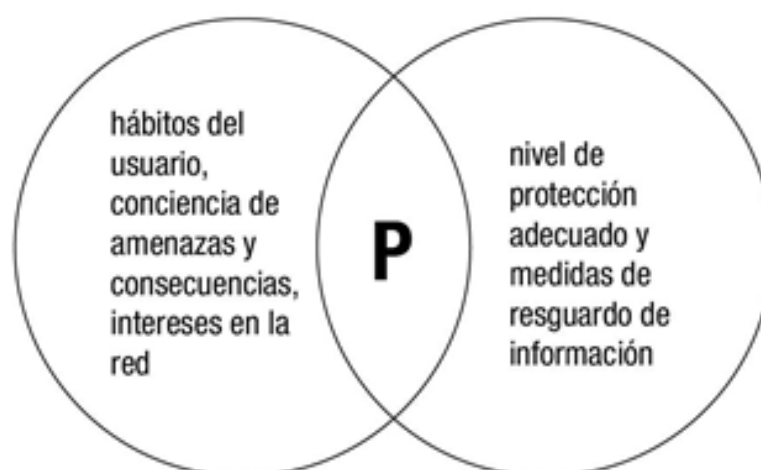 hábitos del
usuario,
conciencia de
amenazas y
consecuencias,
intereses en la
red
P
nivel de
protección
adecuado y
medidas de
resguardo de
información